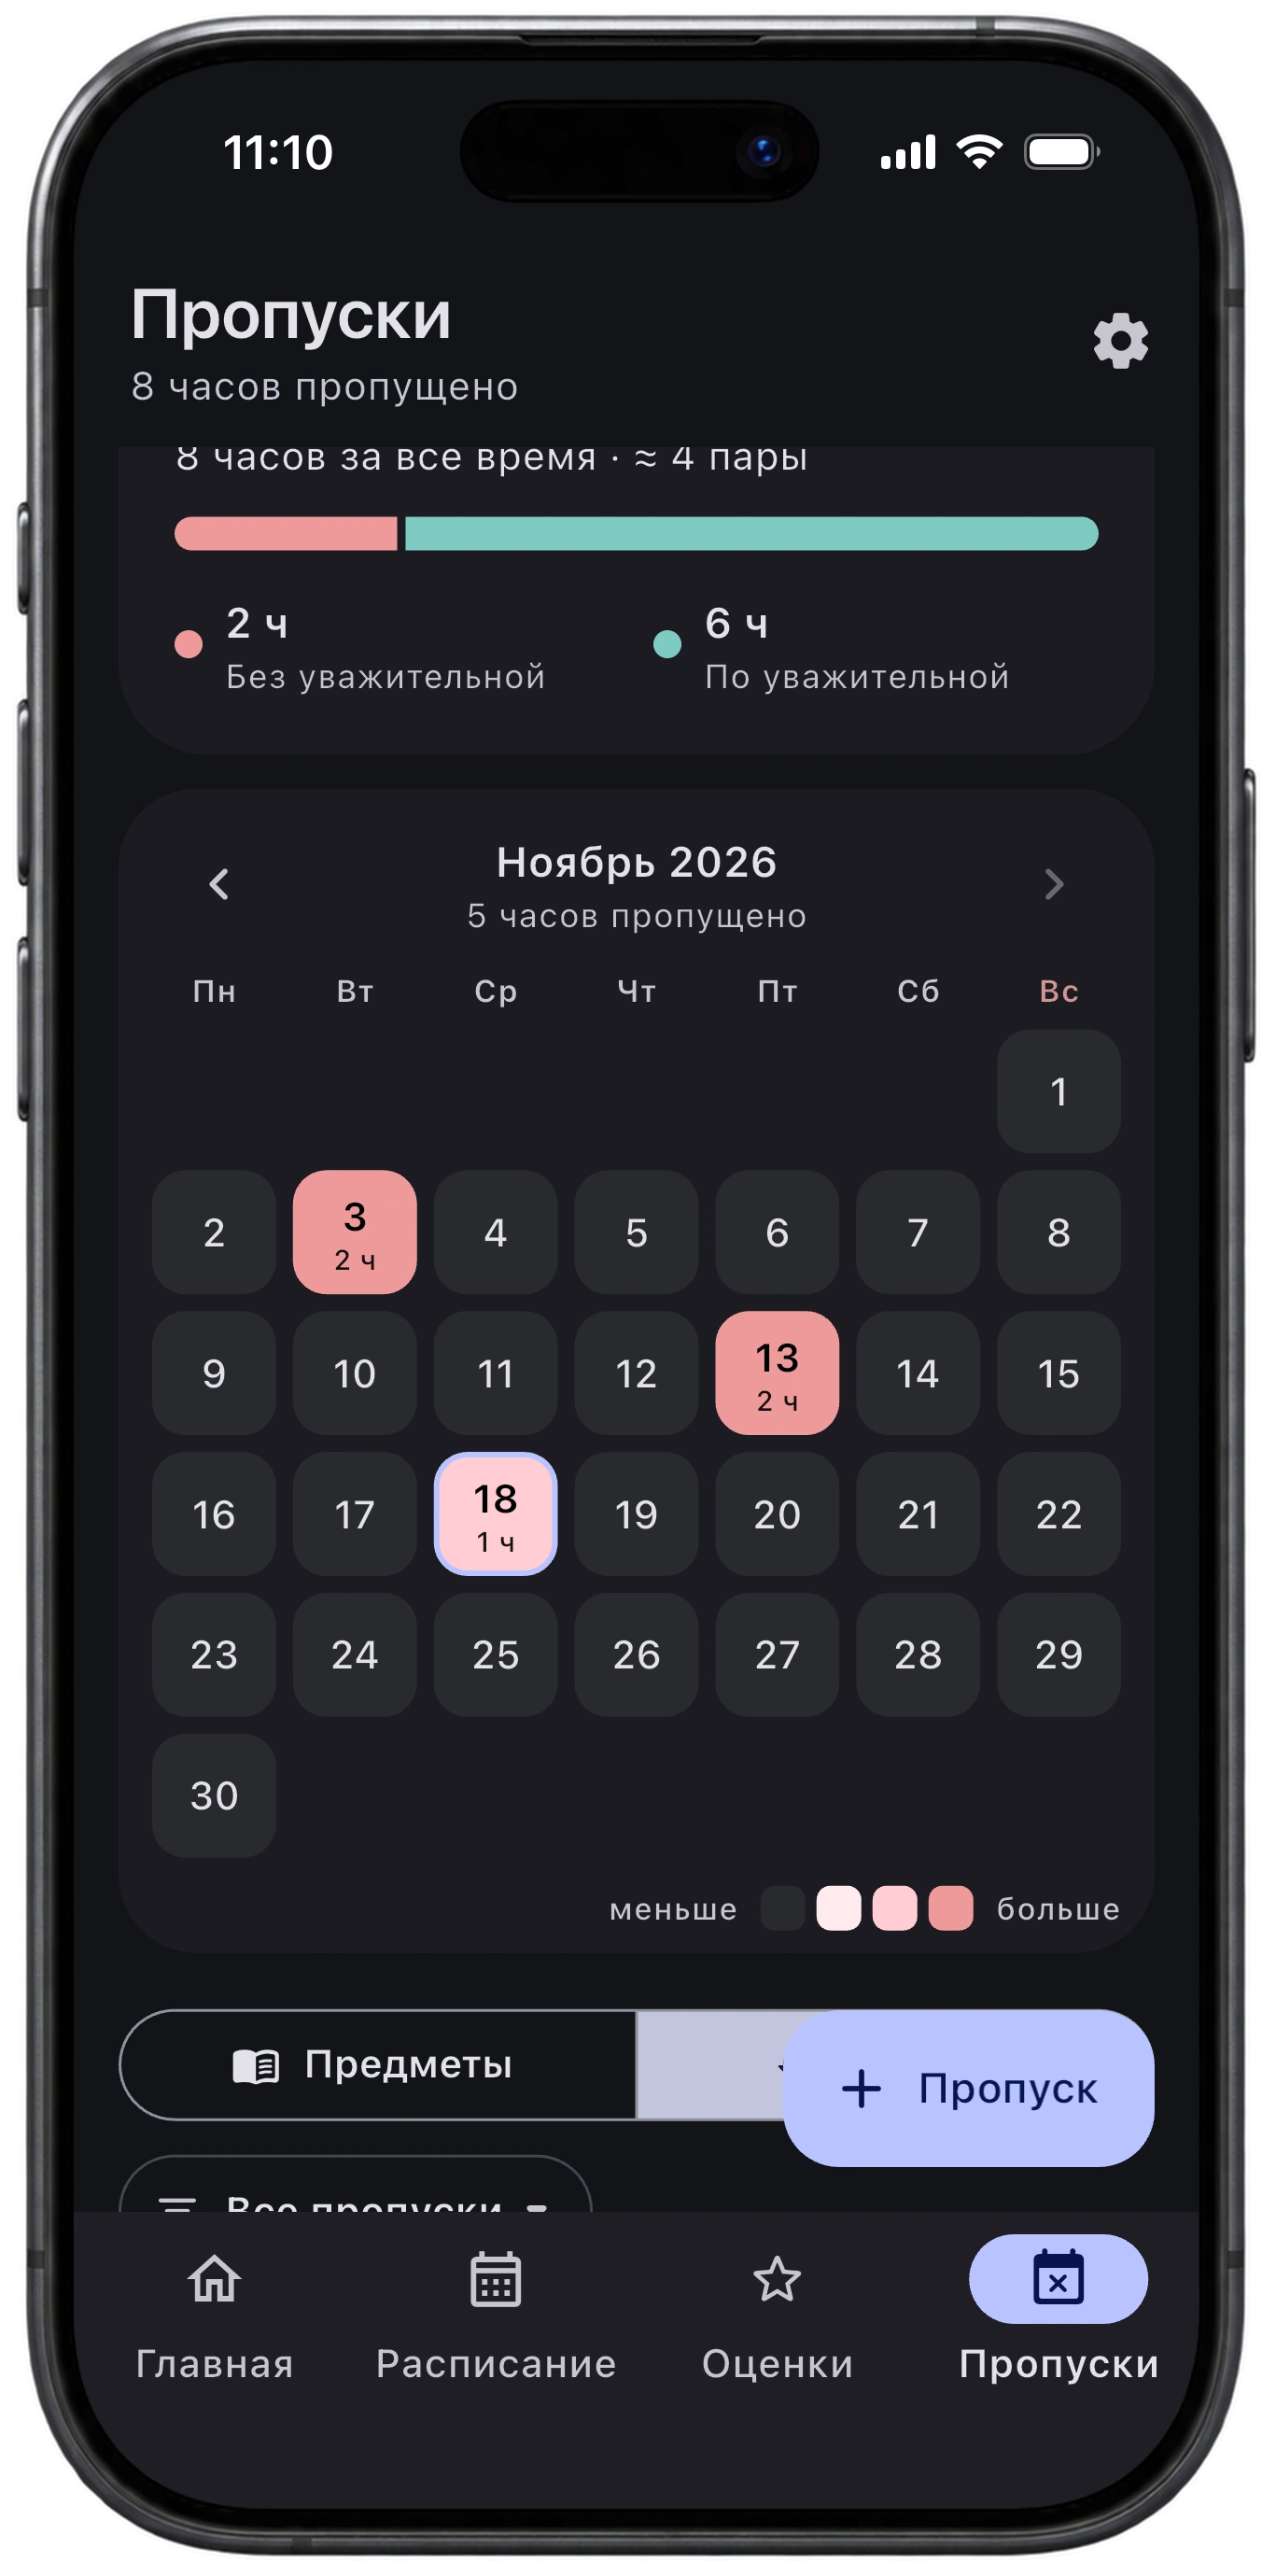 11:10
Пропуски
8 часов пропущено
8 часов за все время · ≈ 4 пары
2 ч
Без уважительной
6 ч
По уважительной
Ноябрь 2026
5 часов пропущено
Пн Вт Ср Чт Пт Сб Вс
1
2 3 4 5 6 7 8
2 ч
9 10 11 12 13 14 15
2 ч
16 17 18 19 20 21 22
1 ч
23 24 25 26 27 28 29
30
меньше больше
Предметы
+ Пропуск
Все пропуски
Главная Расписание Оценки Пропуски